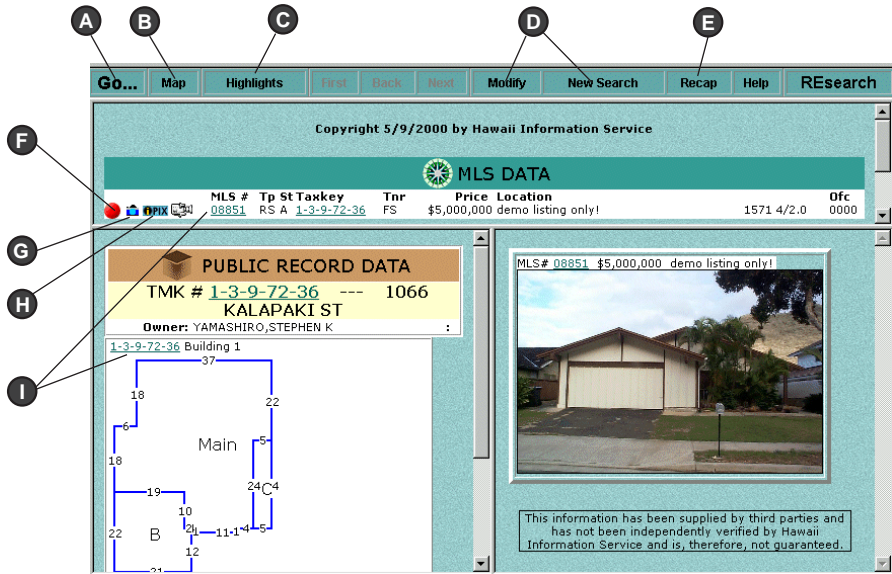 A B C D E
Go... Map Highlights First Back Next Modify New Search Recap Help REsearch
Copyright 5/9/2000 by Hawaii Information Service
F
MLS DATA
MLS # Tp St Taxkey Tnr Price Location Ofc
iPIX 08851 RS A 1-3-9-72-36 FS $5,000,000 demo listing only! 1571 4/2.0 0000
G
H
I
PUBLIC RECORD DATA
TMK # 1-3-9-72-36 --- 1066
KALAPAKI ST
Owner: YAMASHIRO,STEPHEN K :
1-3-9-72-36 Building 1
37
18
22
6
Main
5
18
24 C 4
19
10
22
B
2 1 11 1 4 5
12
21
MLS# 08851 $5,000,000 demo listing only!
This information has been supplied by third parties and
has not been independently verified by Hawaii
Information Service and is, therefore, not guaranteed.